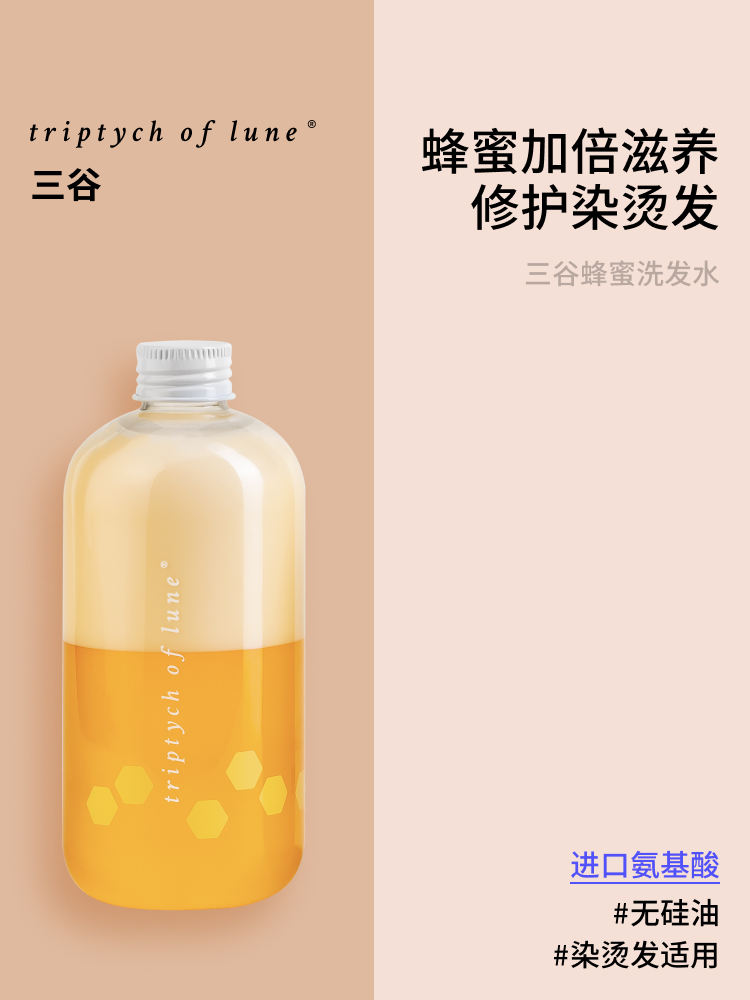 triptych of lune®
三谷
蜂蜜加倍滋养
修护染烫发
三谷蜂蜜洗发水
triptych of lune®
进口氨基酸
#无硅油
#染烫发适用